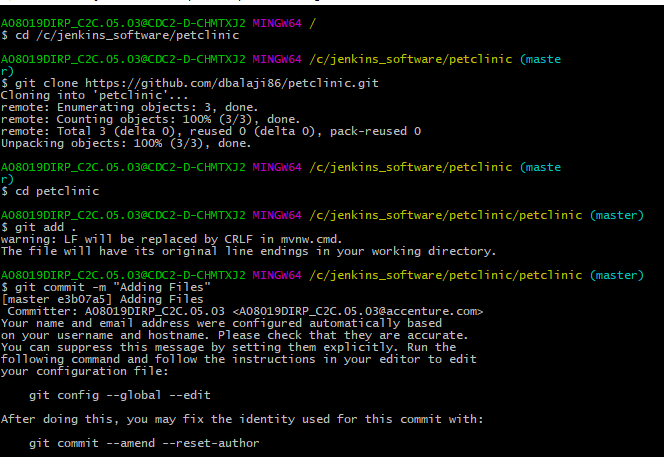 A08019DIRP_C2C.05.03@CDC2-D-CHMTXJ2 MINGW64 /
$ cd /c/jenkins_software/petclinic
A08019DIRP_C2C.05.03@CDC2-D-CHMTXJ2 MINGW64 /c/jenkins_software/petclinic (maste
r)
$ git clone https://github.com/dbalaji86/petclinic.git
Cloning into 'petclinic'...
remote: Enumerating objects: 3, done.
remote: Counting objects: 100% (3/3), done.
remote: Total 3 (delta 0), reused 0 (delta 0), pack-reused 0
Unpacking objects: 100% (3/3), done.
A08019DIRP_C2C.05.03@CDC2-D-CHMTXJ2 MINGW64 /c/jenkins_software/petclinic (maste
r)
$ cd petclinic
A08019DIRP_C2C.05.03@CDC2-D-CHMTXJ2 MINGW64 /c/jenkins_software/petclinic/petclinic (master)
$ git add .
warning: LF will be replaced by CRLF in mvnw.cmd.
The file will have its original line endings in your working directory.
A08019DIRP_C2C.05.03@CDC2-D-CHMTXJ2 MINGW64 /c/jenkins_software/petclinic/petclinic (master)
$ git commit -m "Adding Files"
[master e3b07a5] Adding Files
Committer: A08019DIRP_C2C.05.03 <A08019DIRP_C2C.05.03@accenture.com>
Your name and email address were configured automatically based
on your username and hostname. Please check that they are accurate.
You can suppress this message by setting them explicitly. Run the
following command and follow the instructions in your editor to edit
your configuration file:
git config --global --edit
After doing this, you may fix the identity used for this commit with:
git commit --amend --reset-author